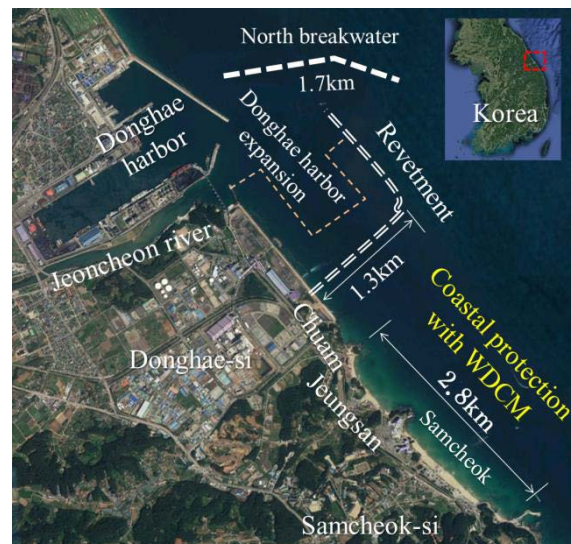 North breakwater
1.7km
Korea
Donghae
harbor
Donghae harbor
expansion
Revetment
Jeoncheon river
1.3km
Coastal protection
with WDCM
Chuam
Donghae-si
2.8km
Jeungsan
Samcheok
Samcheok-si